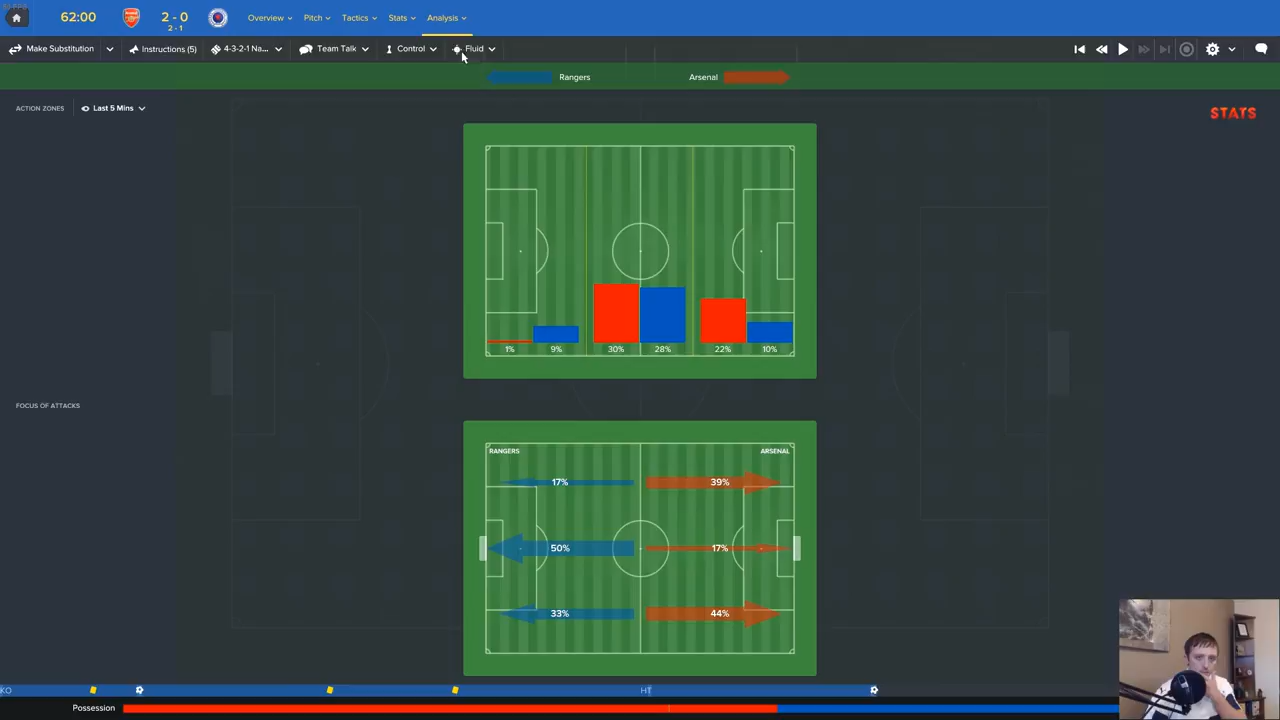 62:00
2 - 0
2 - 1
Overview
Pitch
Tactics
Stats
Analysis
Make Substitution
Instructions (5)
4-3-2-1 Na...
Team Talk
Control
Fluid
Rangers
Arsenal
ACTION ZONES
Last 5 Mins
STATS
1%
9%
30%
28%
22%
10%
FOCUS OF ATTACKS
RANGERS
ARSENAL
17%
39%
50%
17%
33%
44%
KO
HT
Possession